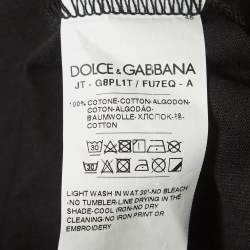 DOLCE & GABBANA
JT - G8PL1T / FU7EQ - A
100% COTONE-COTTON-ALGODON-
COTON-ALGODÃO-
BAUMWOLLE-ХЛОПОК-棉-
COTTON
LIGHT WASH IN WAT.30°-NO BLEACH
-NO TUMBLER-LINE DRYING IN THE
SHADE-COOL IRON-NO DRY
CLEANING-NO IRON PRINT OR
EMBROIDERY